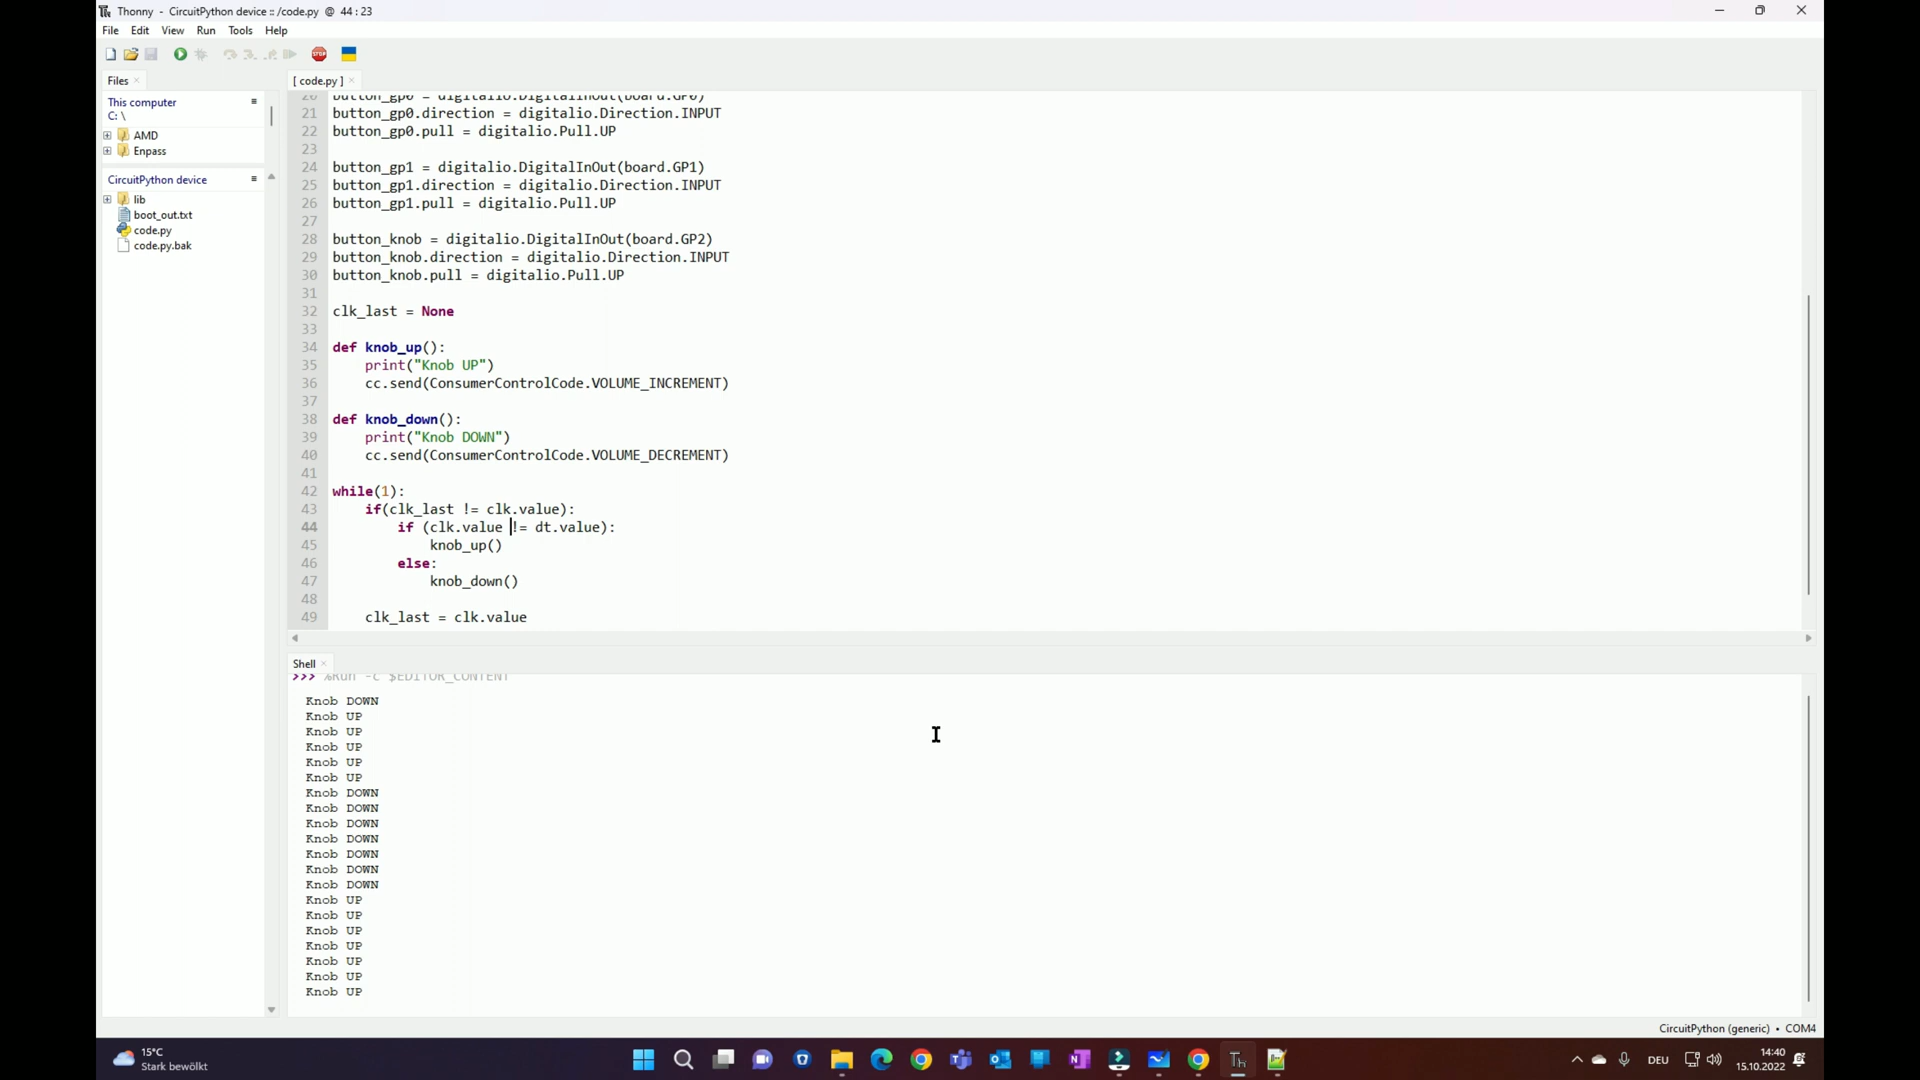 Thonny - CircuitPython device :: /code.py @ 44 : 23
File Edit View Run Tools Help
Files
This computer
C: \
AMD
Enpass
CircuitPython device
lib
boot_out.txt
code.py
code.py.bak
[ code.py ]
20 button_gp0 = digitalio.DigitalInOut(board.GP0)
21 button_gp0.direction = digitalio.Direction.INPUT
22 button_gp0.pull = digitalio.Pull.UP
23
24 button_gp1 = digitalio.DigitalInOut(board.GP1)
25 button_gp1.direction = digitalio.Direction.INPUT
26 button_gp1.pull = digitalio.Pull.UP
27
28 button_knob = digitalio.DigitalInOut(board.GP2)
29 button_knob.direction = digitalio.Direction.INPUT
30 button_knob.pull = digitalio.Pull.UP
31
32 clk_last = None
33
34 def knob_up():
35 print("Knob UP")
36 cc.send(ConsumerControlCode.VOLUME_INCREMENT)
37
38 def knob_down():
39 print("Knob DOWN")
40 cc.send(ConsumerControlCode.VOLUME_DECREMENT)
41
42 while(1):
43 if(clk_last != clk.value):
44 if (clk.value != dt.value):
45 knob_up()
46 else:
47 knob_down()
48
49 clk_last = clk.value
Shell
>>> %Run -c $EDITOR_CONTENT
Knob DOWN
Knob UP
Knob UP
Knob UP
Knob UP
Knob UP
Knob DOWN
Knob DOWN
Knob DOWN
Knob DOWN
Knob DOWN
Knob DOWN
Knob DOWN
Knob UP
Knob UP
Knob UP
Knob UP
Knob UP
Knob UP
Knob UP
CircuitPython (generic) • COM4
15°C
Stark bewölkt
DEU
14:40
15.10.2022